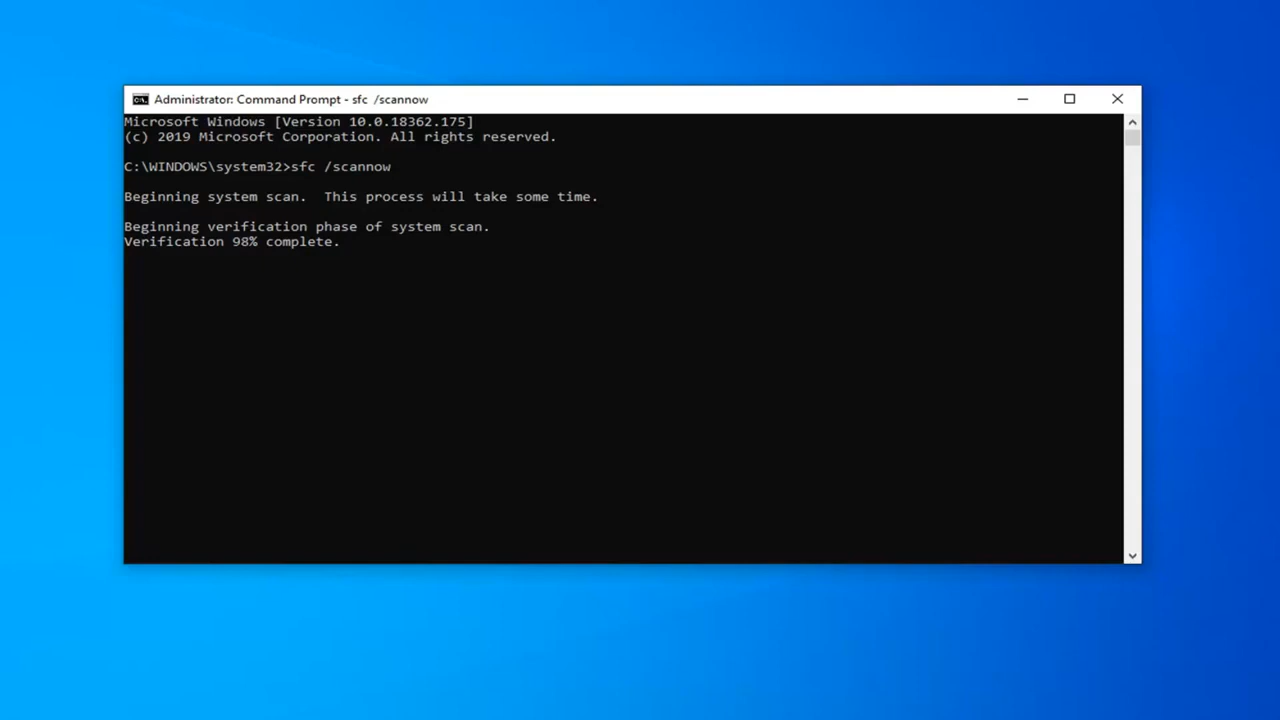 Administrator: Command Prompt - sfc  /scannow
Microsoft Windows [Version 10.0.18362.175]
(c) 2019 Microsoft Corporation. All rights reserved.
C:\WINDOWS\system32>sfc /scannow
Beginning system scan.  This process will take some time.
Beginning verification phase of system scan.
Verification 98% complete.